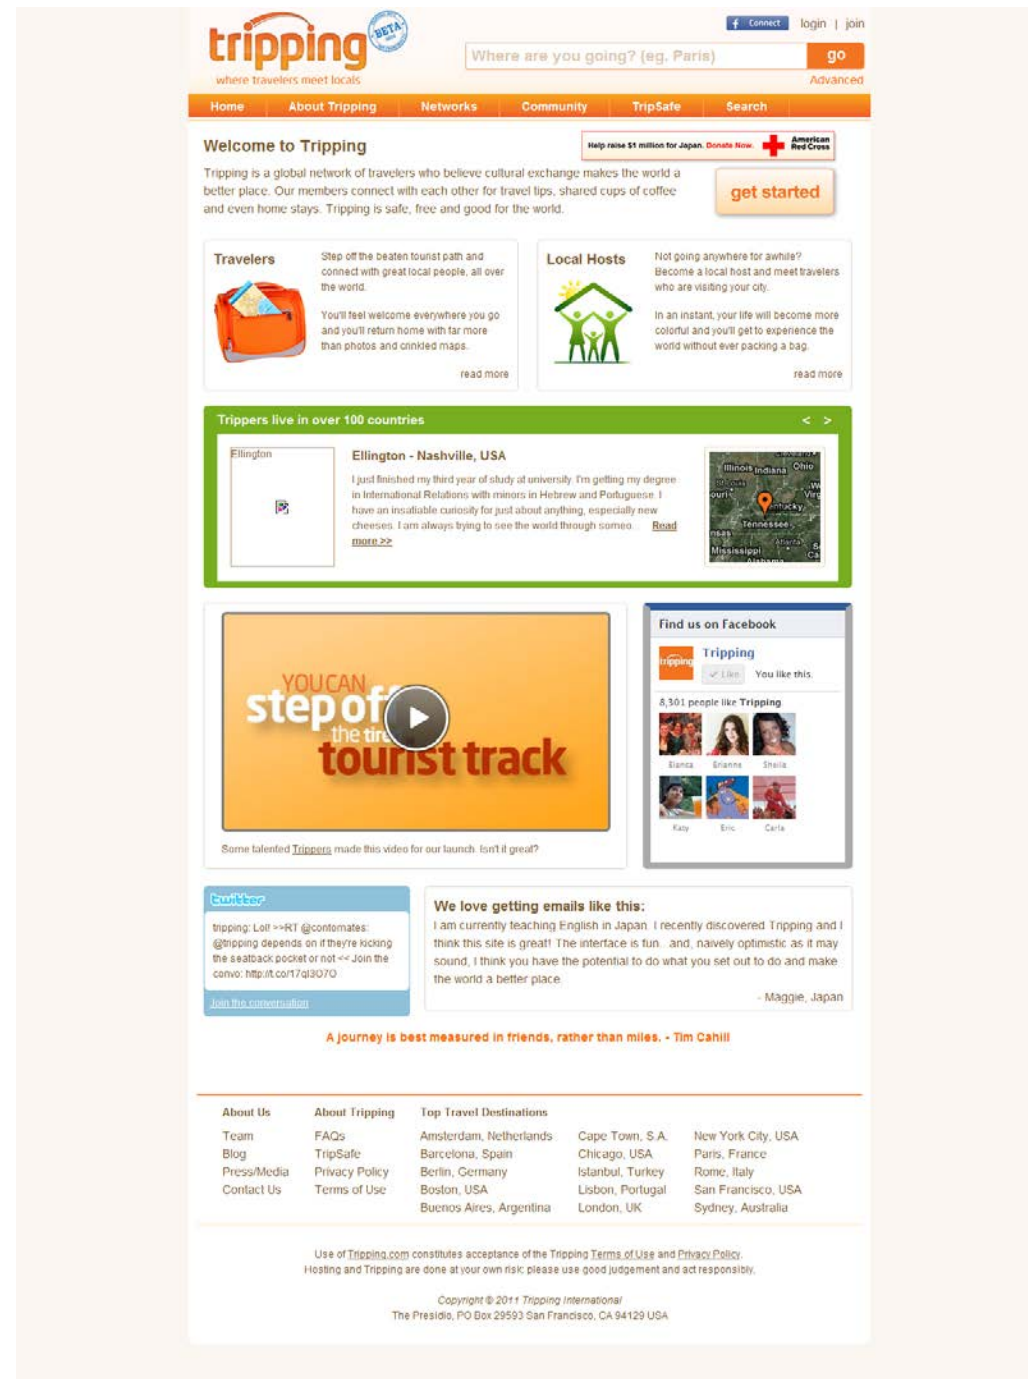 tripping
BETA
where travelers meet locals
f Connect login | join
Where are you going? (eg. Paris) go
Advanced
Home About Tripping Networks Community TripSafe Search
Welcome to Tripping
Help raise $1 million for Japan. Donate Now. American Red Cross
Tripping is a global network of travelers who believe cultural exchange makes the world a
better place. Our members connect with each other for travel tips, shared cups of coffee
and even home stays. Tripping is safe, free and good for the world.
get started
Travelers
Step off the beaten tourist path and
connect with great local people, all over
the world.
You'll feel welcome everywhere you go
and you'll return home with far more
than photos and crinkled maps.
read more
Local Hosts
Not going anywhere for awhile?
Become a local host and meet travelers
who are visiting your city.
In an instant, your life will become more
colorful and you'll get to experience the
world without ever packing a bag.
read more
Trippers live in over 100 countries < >
Ellington
Ellington - Nashville, USA
I just finished my third year of study at university. I'm getting my degree
in International Relations with minors in Hebrew and Portuguese. I
have an insatiable curiosity for just about anything, especially new
cheeses. I am always trying to see the world through someo... Read
more >>
Illinois Indiana Ohio
St Louis
ouri
Virg
entucky
Tennessee
nsas
Atlanta
Mississippi
Alabama
YOU CAN
step off
the tire
tourist track
Some talented Trippers made this video for our launch. Isn't it great?
Find us on Facebook
tripping
Tripping
Like You like this.
8,301 people like Tripping
Bianca Brianne Sheila
Katy Eric Carla
twitter
tripping: Lol! >>RT @contomates:
@tripping depends on if they're kicking
the seatback pocket or not << Join the
convo: http://t.co/17ql3O7O
Join the conversation
We love getting emails like this:
I am currently teaching English in Japan. I recently discovered Tripping and I
think this site is great! The interface is fun...and, naively optimistic as it may
sound, I think you have the potential to do what you set out to do and make
the world a better place.
- Maggie, Japan
A journey is best measured in friends, rather than miles. - Tim Cahill
About Us
Team
Blog
Press/Media
Contact Us
About Tripping
FAQs
TripSafe
Privacy Policy
Terms of Use
Top Travel Destinations
Amsterdam, Netherlands Cape Town, S.A. New York City, USA
Barcelona, Spain Chicago, USA Paris, France
Berlin, Germany Istanbul, Turkey Rome, Italy
Boston, USA Lisbon, Portugal San Francisco, USA
Buenos Aires, Argentina London, UK Sydney, Australia
Use of Tripping.com constitutes acceptance of the Tripping Terms of Use and Privacy Policy.
Hosting and Tripping are done at your own risk; please use good judgement and act responsibly.
Copyright © 2011 Tripping International
The Presidio, PO Box 29593 San Francisco, CA 94129 USA